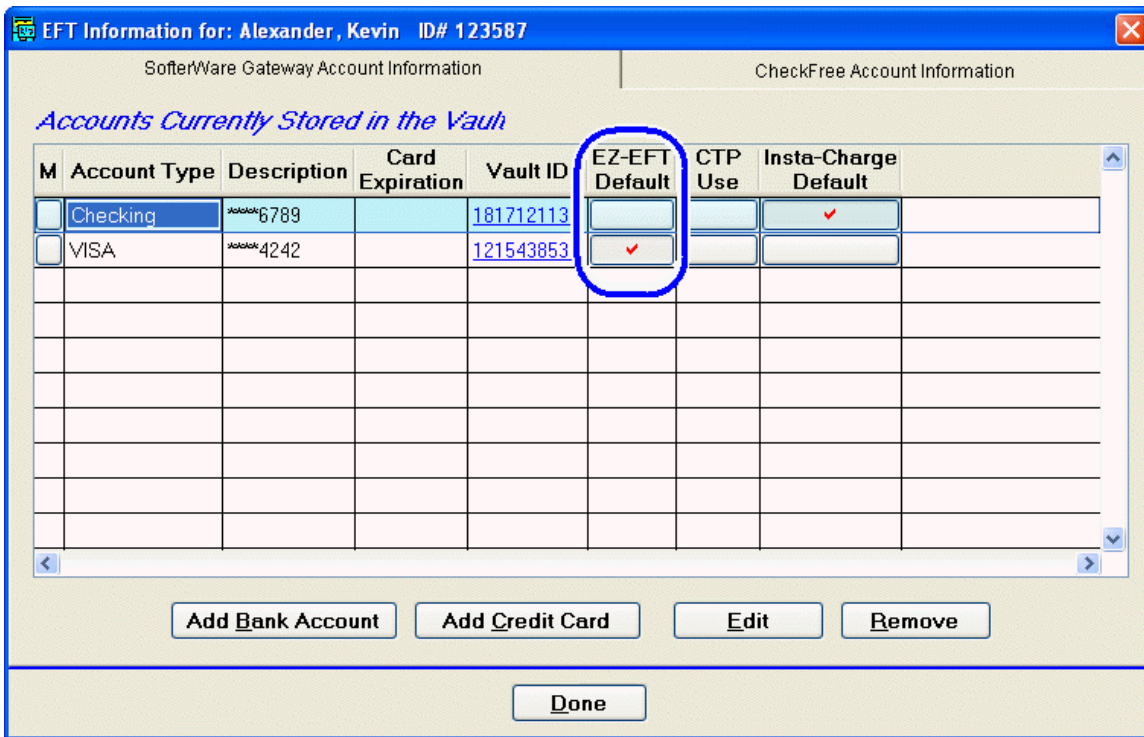 EFT Information for: Alexander, Kevin ID# 123587
SofterWare Gateway Account Information CheckFree Account Information
Accounts Currently Stored in the Vault
M Account Type Description Card Expiration Vault ID EZ-EFT Default CTP Use Insta-Charge Default
Checking *****6789 181712113
VISA *****4242 121543853
Add Bank Account Add Credit Card Edit Remove
Done